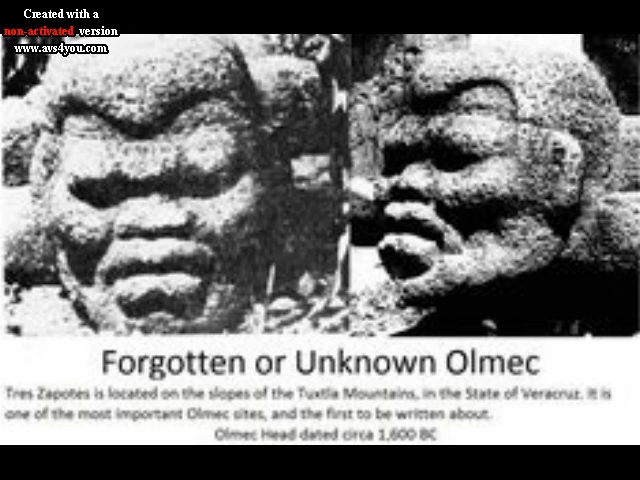 Created with a
non-activated version
www.avs4you.com
Forgotten or Unknown Olmec
Tres Zapotes is located on the slopes of the Tuxtla Mountains, in the State of Veracruz. It is
one of the most important Olmec sites, and the first to be written about.
Olmec Head dated circa 1,600 BC